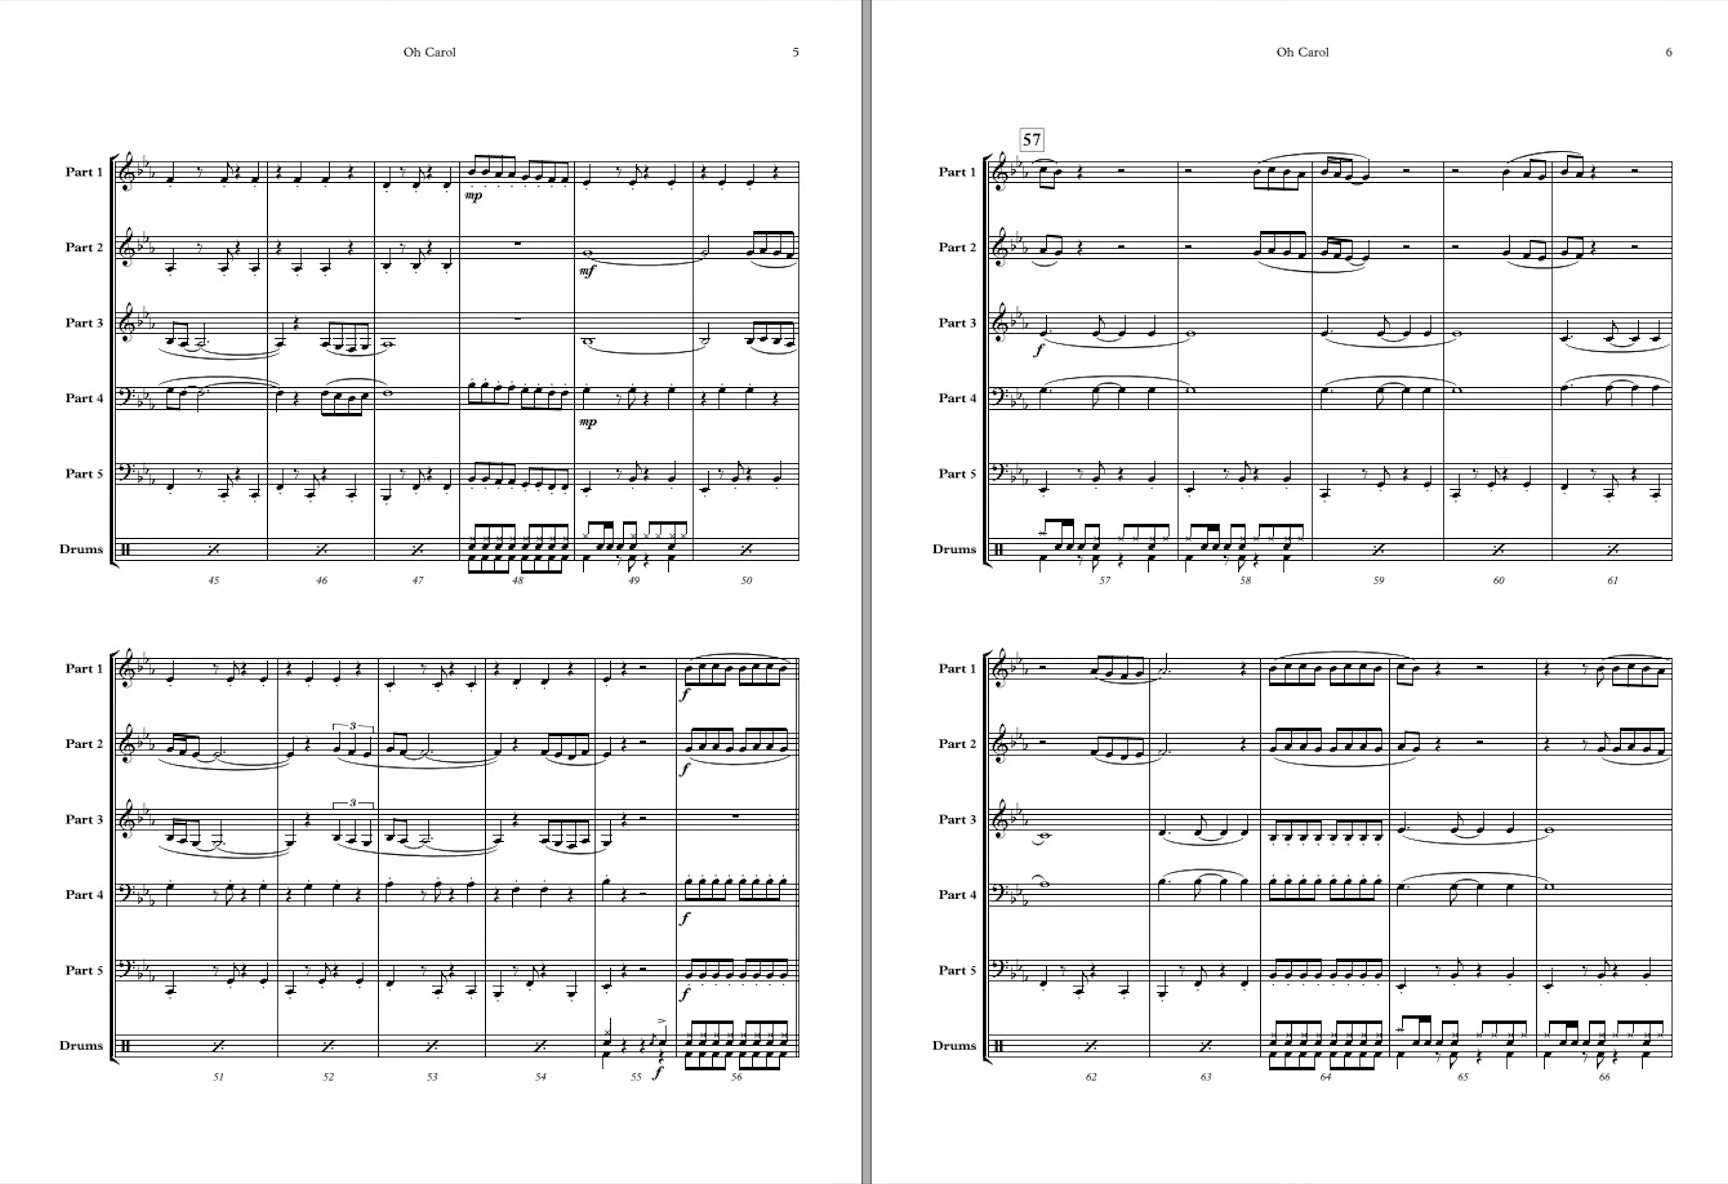 Oh Carol 5
Part 1
mp
Part 2
mf
Part 3
Part 4
mp
Part 5
Drums
45 46 47 48 49 50
Part 1
f
3
Part 2
f
3
Part 3
Part 4
f
Part 5
f
Drums
f
51 52 53 54 55 56
Oh Carol 6
57
Part 1
Part 2
Part 3
f
Part 4
Part 5
Drums
57 58 59 60 61
Part 1
Part 2
Part 3
Part 4
Part 5
Drums
62 63 64 65 66